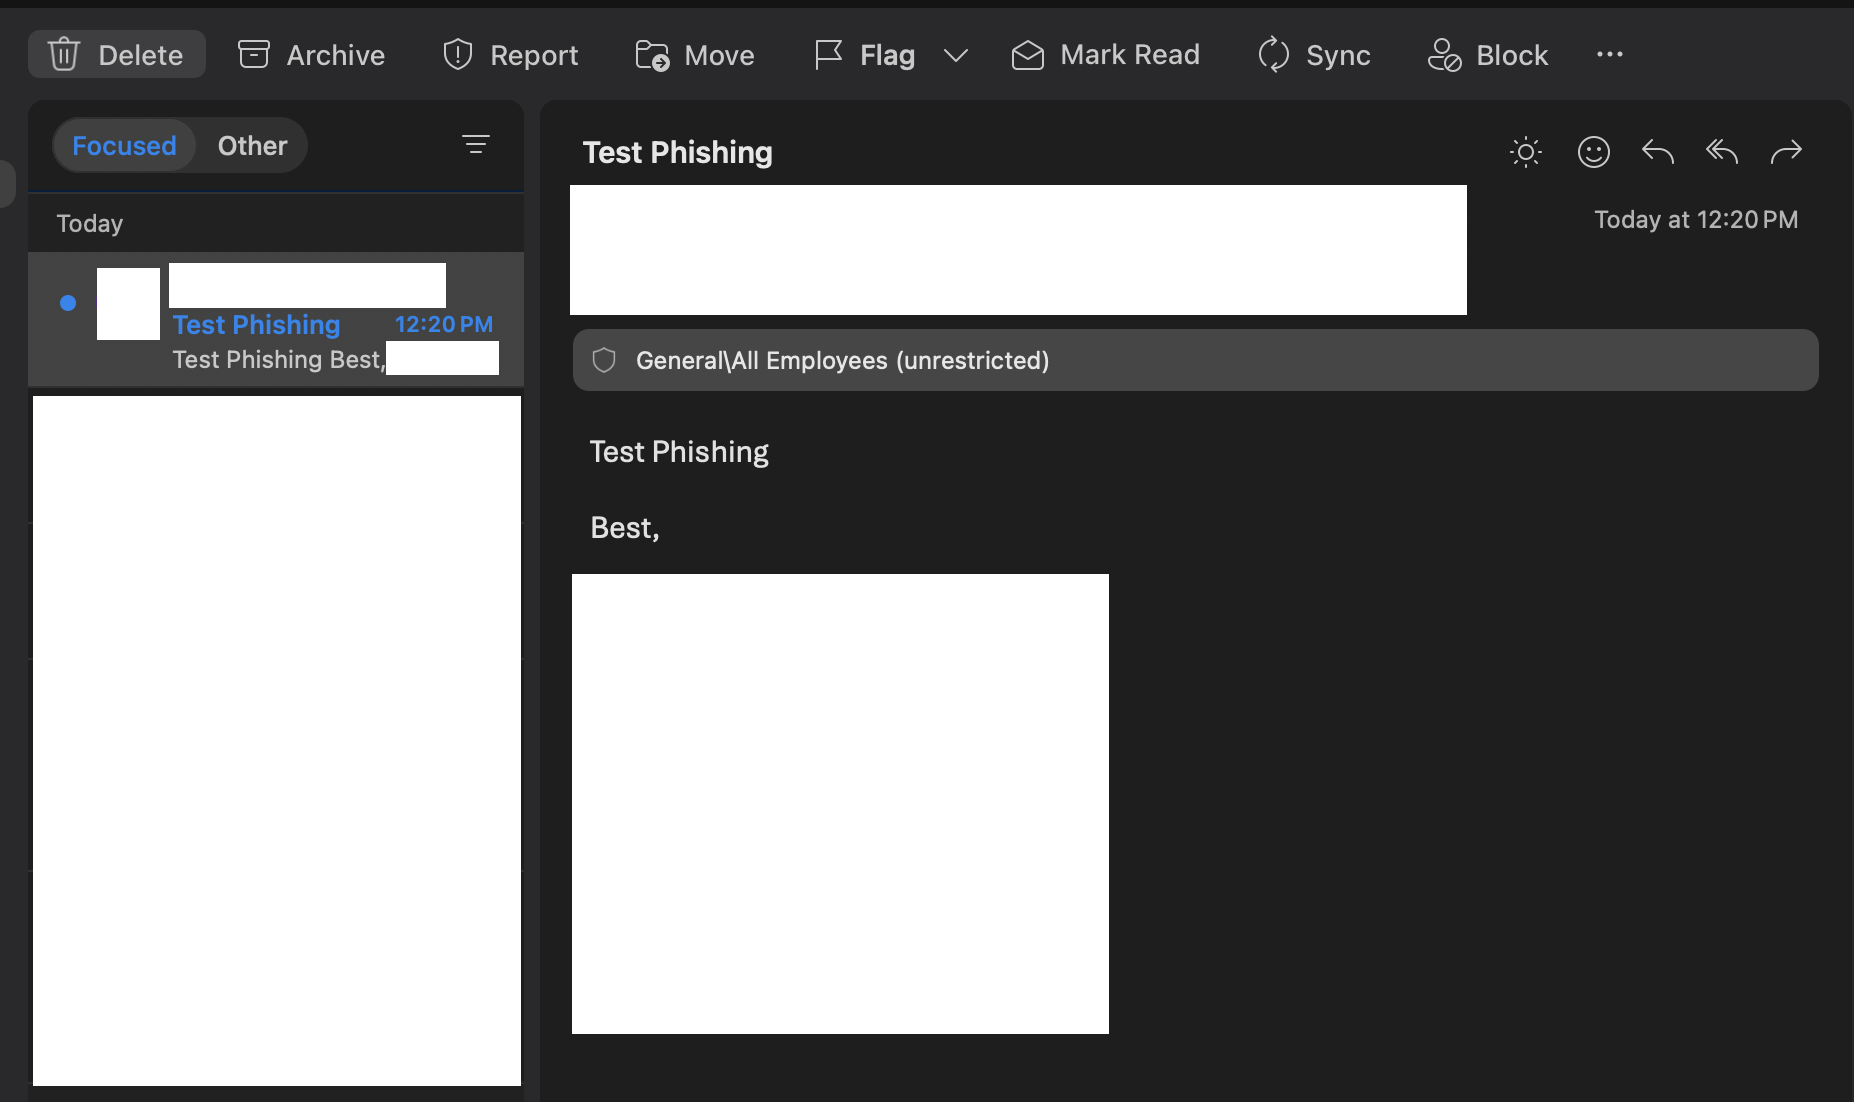 Delete Archive Report Move Flag Mark Read Sync Block
Focused Other
Today
Test Phishing 12:20 PM
Test Phishing Best,
Test Phishing
Today at 12:20 PM
General\All Employees (unrestricted)
Test Phishing
Best,